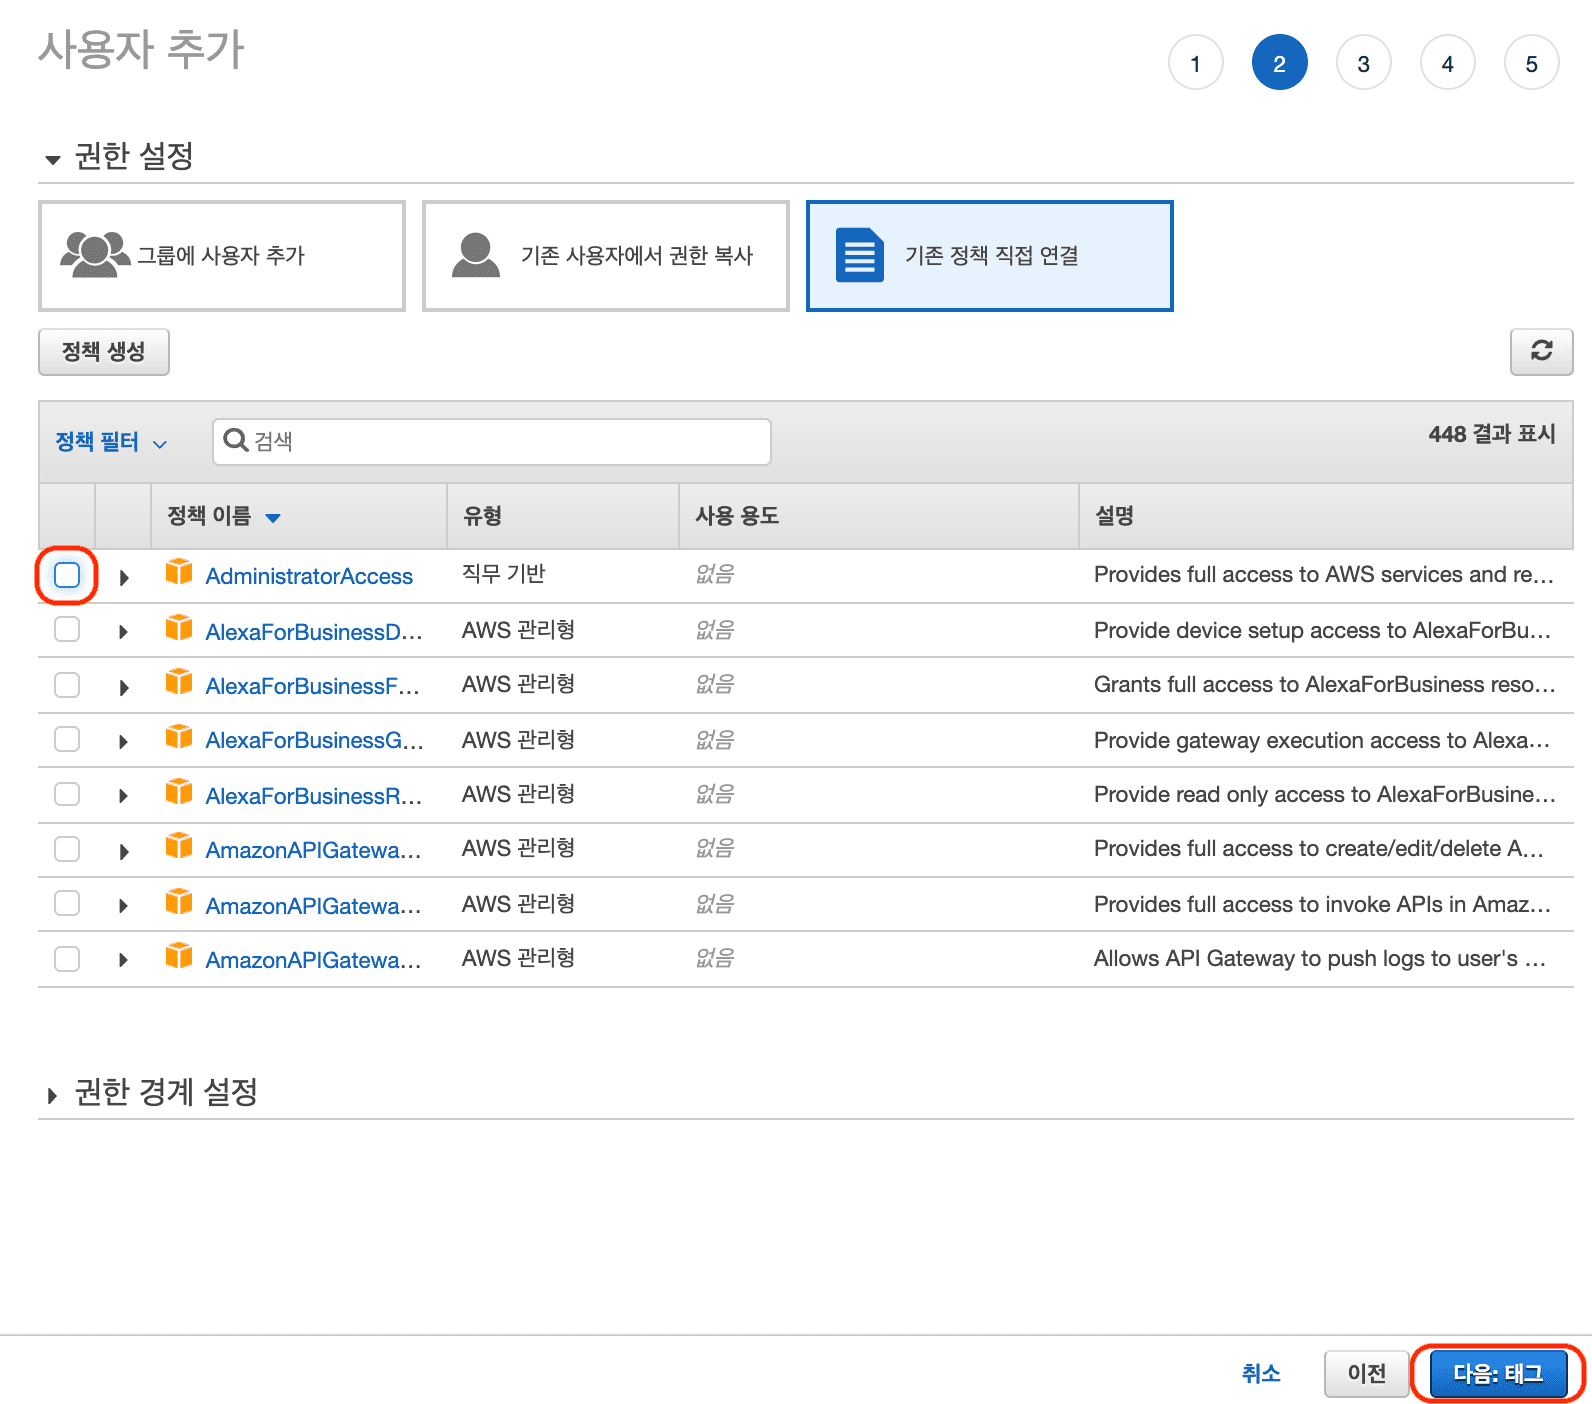 사용자 추가
1 2 3 4 5
권한 설정
그룹에 사용자 추가 기존 사용자에서 권한 복사 기존 정책 직접 연결
정책 생성
정책 필터 검색 448 결과 표시
정책 이름 유형 사용 용도 설명
AdministratorAccess 직무 기반 없음 Provides full access to AWS services and re...
AlexaForBusinessD... AWS 관리형 없음 Provide device setup access to AlexaForBu...
AlexaForBusinessF... AWS 관리형 없음 Grants full access to AlexaForBusiness reso...
AlexaForBusinessG... AWS 관리형 없음 Provide gateway execution access to Alexa...
AlexaForBusinessR... AWS 관리형 없음 Provide read only access to AlexaForBusine...
AmazonAPIGatewa... AWS 관리형 없음 Provides full access to create/edit/delete A...
AmazonAPIGatewa... AWS 관리형 없음 Provides full access to invoke APIs in Amaz...
AmazonAPIGatewa... AWS 관리형 없음 Allows API Gateway to push logs to user's ...
권한 경계 설정
취소 이전 다음: 태그